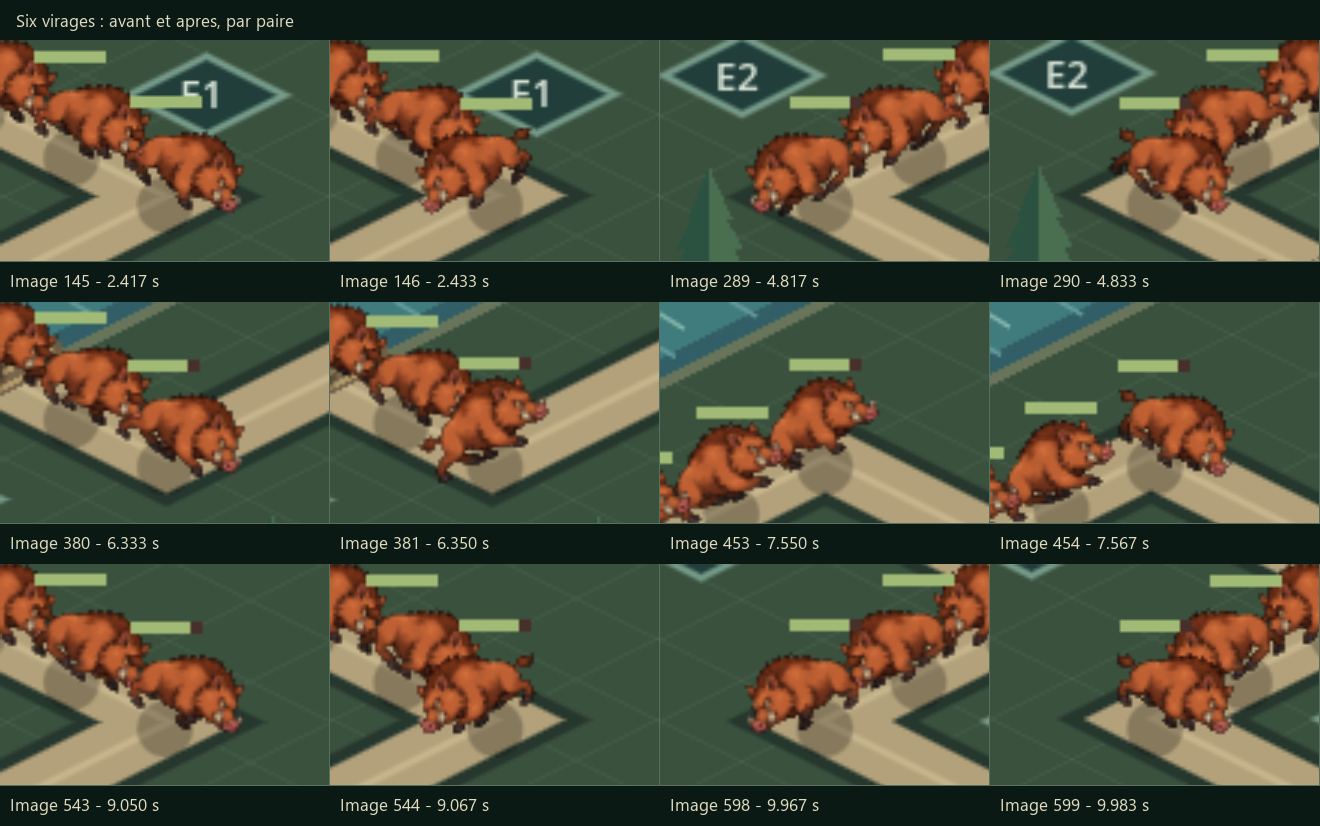 Six virages : avant et apres, par paire
E1
E1
E2
E2
Image 145 - 2.417 s
Image 146 - 2.433 s
Image 289 - 4.817 s
Image 290 - 4.833 s
Image 380 - 6.333 s
Image 381 - 6.350 s
Image 453 - 7.550 s
Image 454 - 7.567 s
Image 543 - 9.050 s
Image 544 - 9.067 s
Image 598 - 9.967 s
Image 599 - 9.983 s